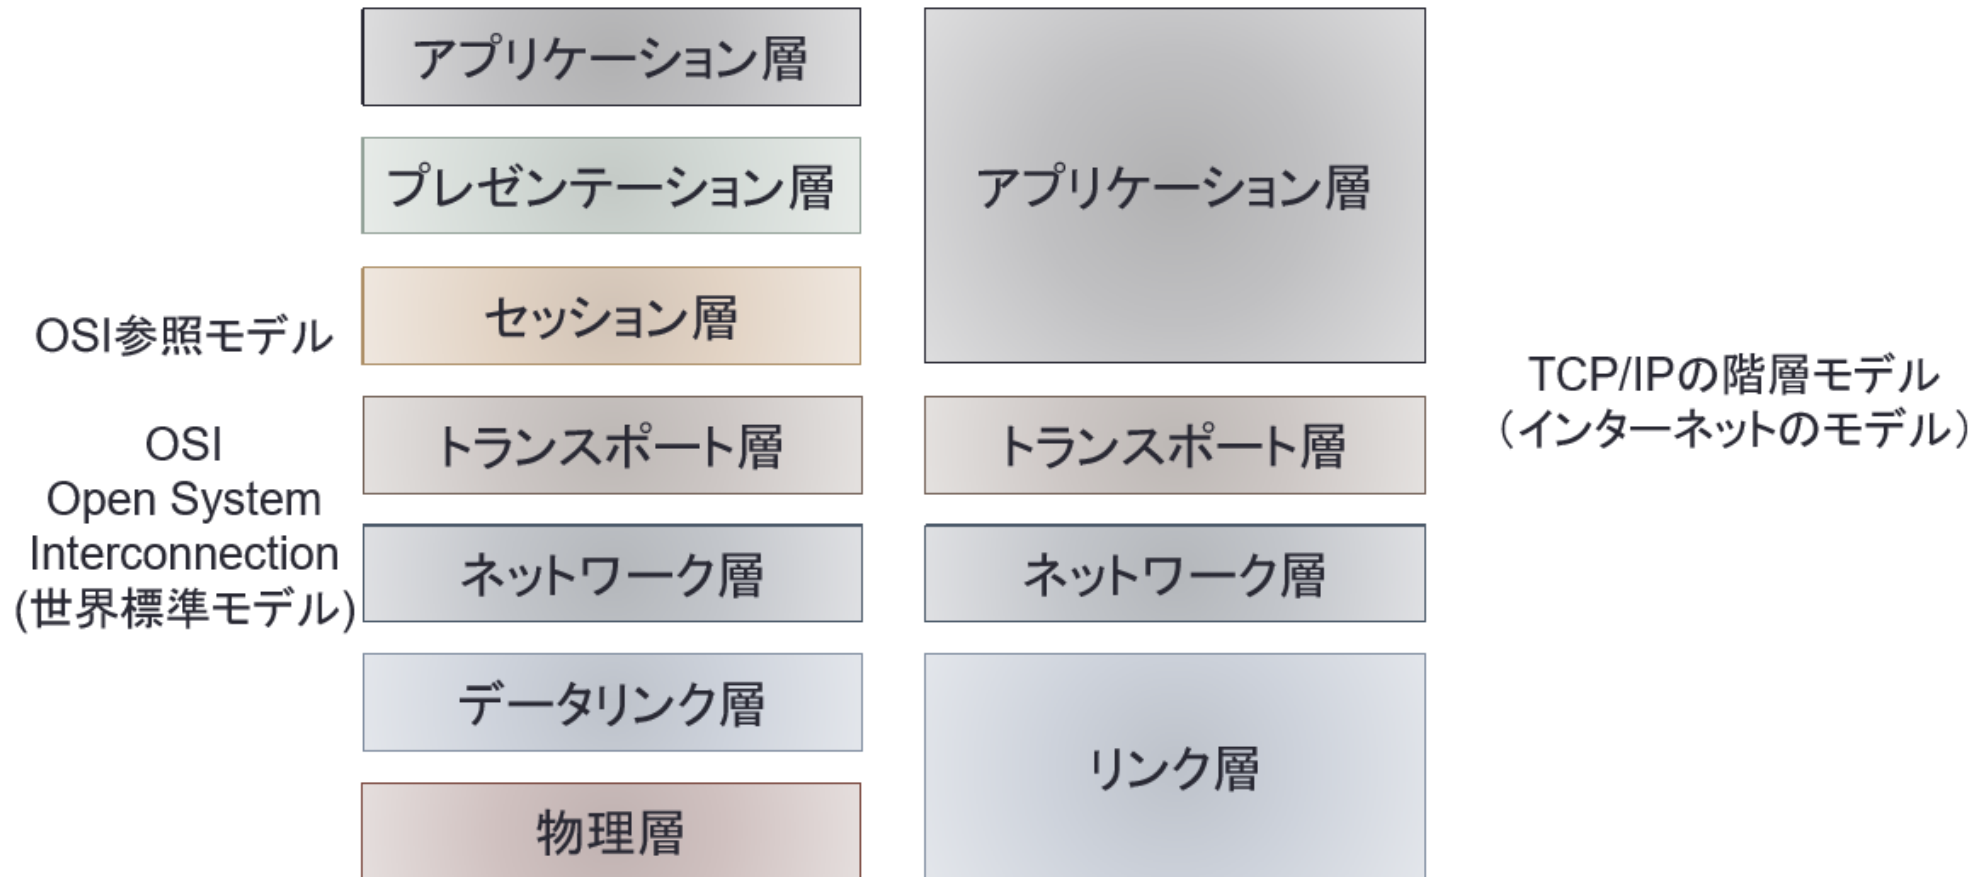 OSI参照モデル
OSI
Open System
Interconnection
(世界標準モデル)
アプリケーション層
プレゼンテーション層
セッション層
トランスポート層
ネットワーク層
データリンク層
物理層
アプリケーション層
トランスポート層
ネットワーク層
リンク層
TCP/IPの階層モデル
（インターネットのモデル）